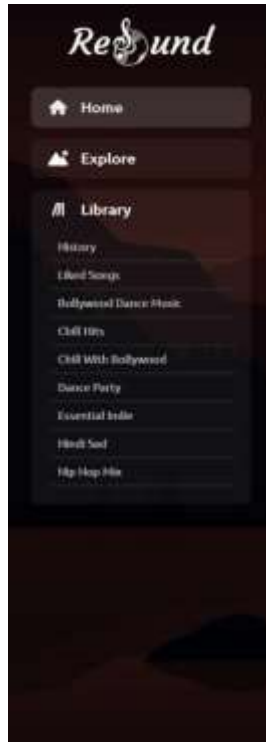 Resound
Home
Explore
Library
History
Liked Songs
Bollywood Dance Music
Chill Hits
Chill With Bollywood
Dance Party
Essential Indie
Hindi Sad
Hip Hop Mix